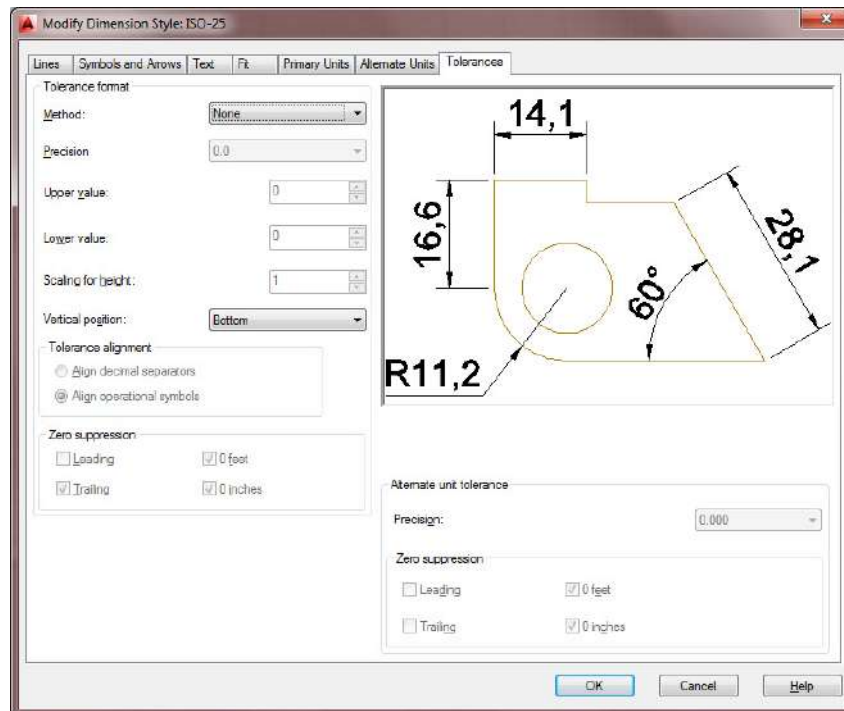 Modify Dimension Style: ISO-25
Lines Symbols and Arrows Text Fit Primary Units Alternate Units Tolerances
Tolerance format
Method: None
Precision 0.0
Upper value: 0
Lower value: 0
Scaling for height: 1
Vertical position: Bottom
Tolerance alignment
Align decimal separators
Align operational symbols
Zero suppression
Leading 0 feet
Trailing 0 inches
14,1
16,6
28,1
60°
R11,2
Alternate unit tolerance
Precision: 0.000
Zero suppression
Leading 0 feet
Trailing 0 inches
OK Cancel Help